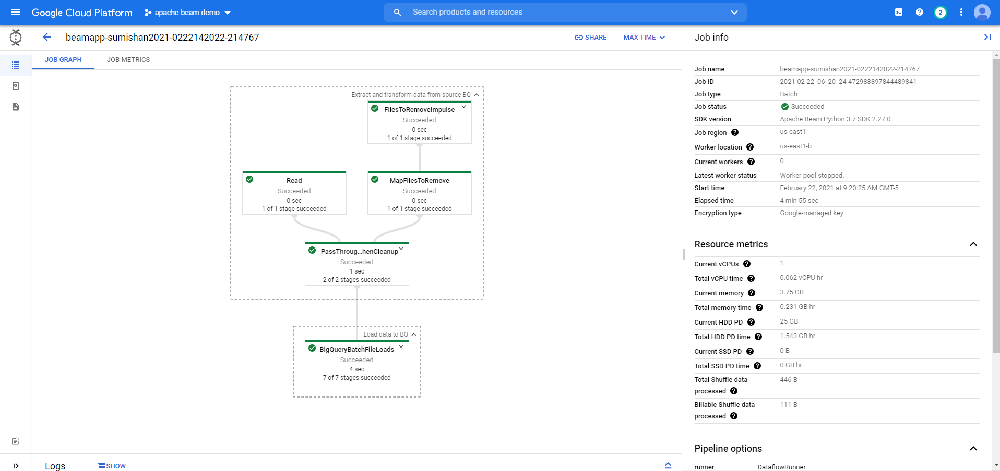 Google Cloud Platform
apache-beam-demo
Search products and resources
2
beamapp-sumishan2021-0222142022-214767
SHARE
MAX TIME
JOB GRAPH
JOB METRICS
Extract and transform data from source BQ
FilesToRemoveImpulse
Succeeded
0 sec
1 of 1 stage succeeded
Read
Succeeded
0 sec
1 of 1 stage succeeded
MapFilesToRemove
Succeeded
0 sec
1 of 1 stage succeeded
_PassThroug...henCleanup
Succeeded
1 sec
2 of 2 stages succeeded
Load data to BQ
BigQueryBatchFileLoads
Succeeded
4 sec
7 of 7 stages succeeded
Logs
SHOW
Job info
Job name beamapp-sumishan2021-0222142022-214767
Job ID 2021-02-22_06_20_24-472988897844489841
Job type Batch
Job status Succeeded
SDK version Apache Beam Python 3.7 SDK 2.27.0
Job region ? us-east1
Worker location ? us-east1-b
Current workers ? 0
Latest worker status Worker pool stopped.
Start time February 22, 2021 at 9:20:25 AM GMT-5
Elapsed time 4 min 55 sec
Encryption type Google-managed key
Resource metrics
Current vCPUs ? 1
Total vCPU time ? 0.062 vCPU hr
Current memory ? 3.75 GB
Total memory time ? 0.231 GB hr
Current HDD PD ? 25 GB
Total HDD PD time ? 1.543 GB hr
Current SSD PD ? 0 B
Total SSD PD time ? 0 GB hr
Total Shuffle data 446 B
processed ?
Billable Shuffle data 111 B
processed ?
Pipeline options
runner DataflowRunner